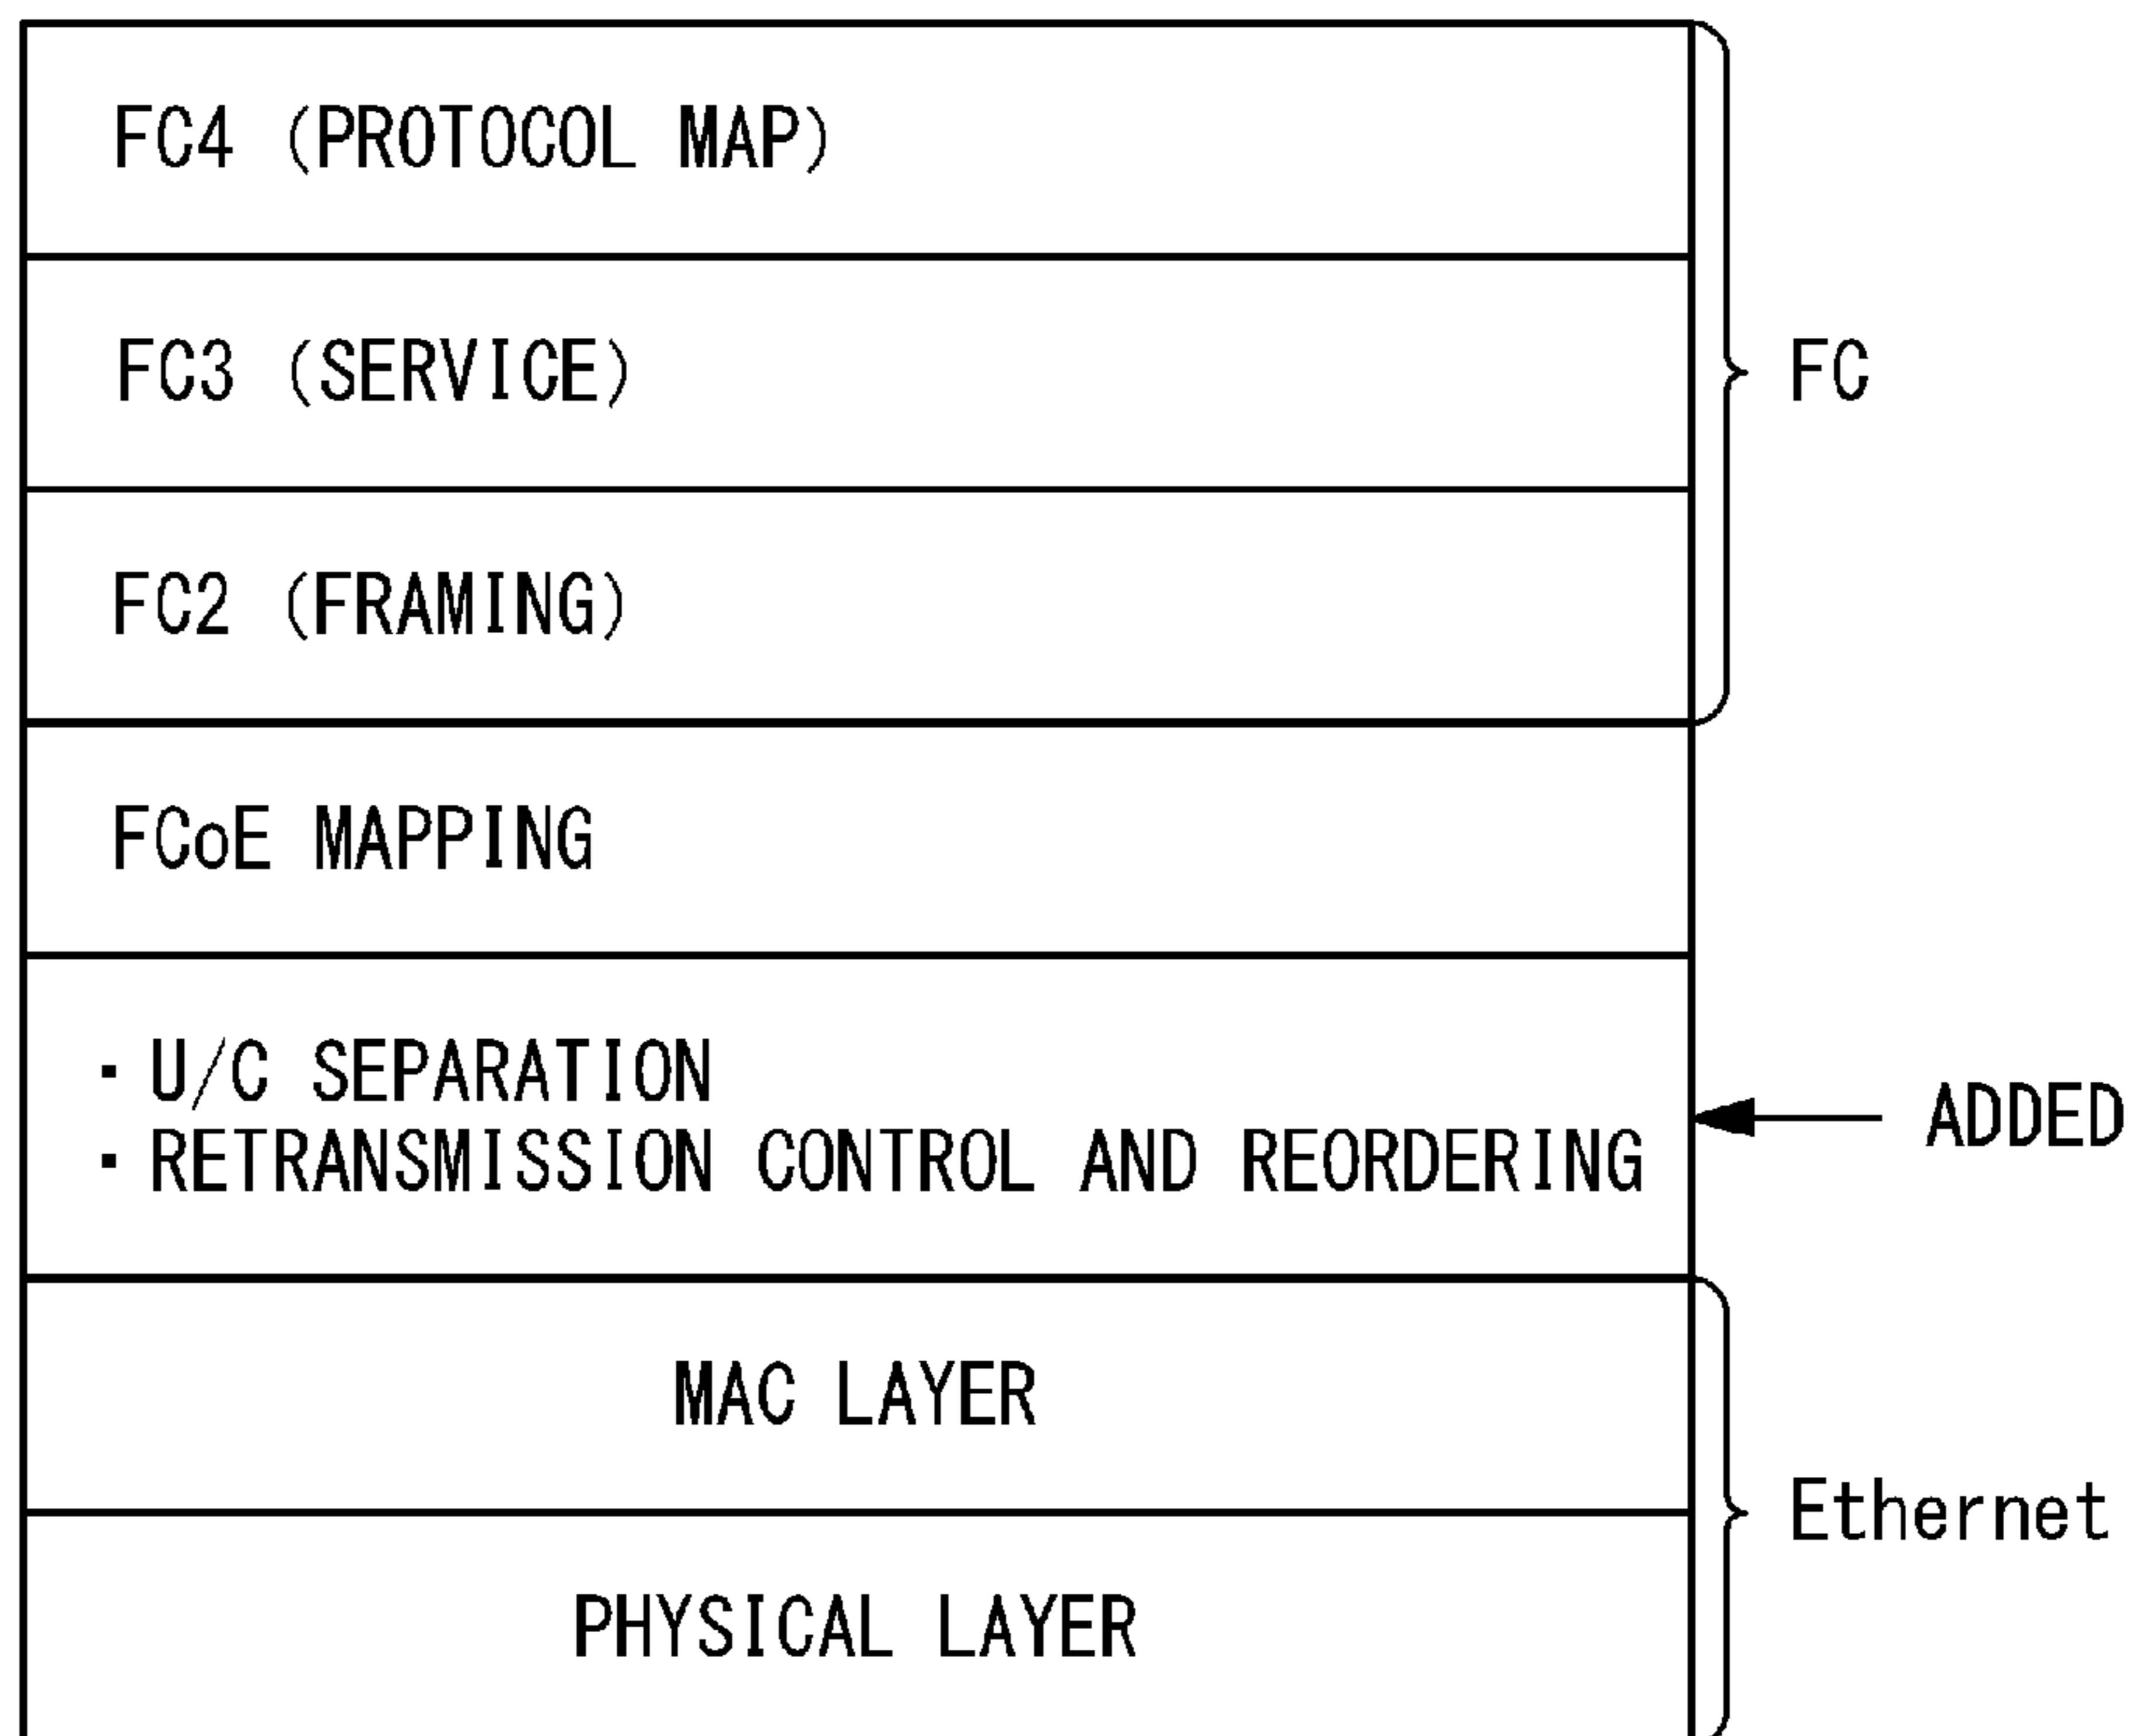 FC4 (PROTOCOL MAP)
FC3 (SERVICE)
FC
FC2 (FRAMING)
FCoE MAPPING
・U/C SEPARATION
・RETRANSMISSION CONTROL AND REORDERING
ADDED
MAC LAYER
Ethernet
PHYSICAL LAYER